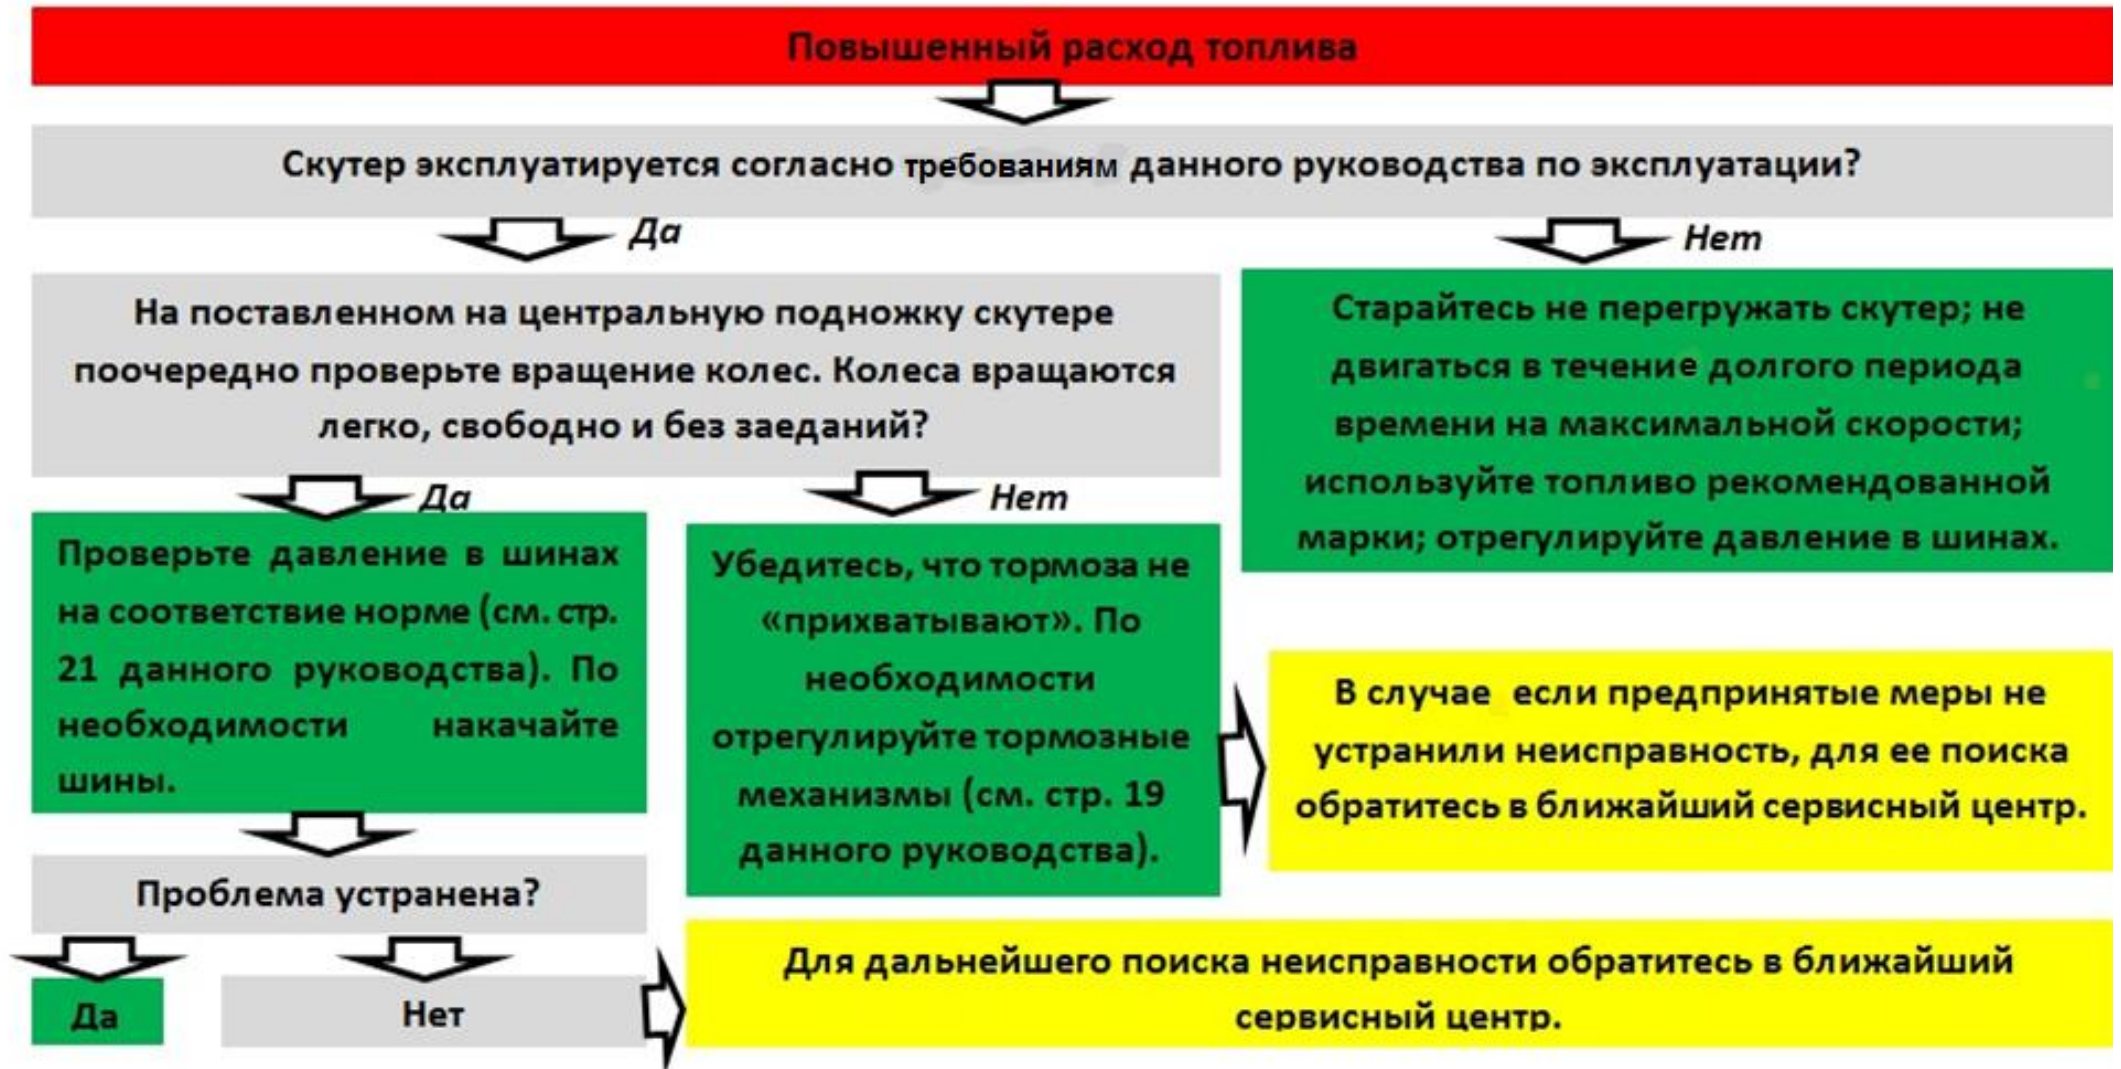 Повышенный расход топлива
Скутер эксплуатируется согласно требованиям данного руководства по эксплуатации?
Да
Нет
На поставленном на центральную подножку скутере
поочередно проверьте вращение колес. Колеса вращаются
легко, свободно и без заеданий?
Старайтесь не перегружать скутер; не
двигаться в течение долгого периода
времени на максимальной скорости;
используйте топливо рекомендованной
марки; отрегулируйте давление в шинах.
Да
Нет
Проверьте давление в шинах
на соответствие норме (см. стр.
21 данного руководства). По
необходимости накачайте
шины.
Убедитесь, что тормоза не
«прихватывают». По
необходимости
отрегулируйте тормозные
механизмы (см. стр. 19
данного руководства).
В случае если предпринятые меры не
устранили неисправность, для ее поиска
обратитесь в ближайший сервисный центр.
Проблема устранена?
Да
Нет
Для дальнейшего поиска неисправности обратитесь в ближайший
сервисный центр.